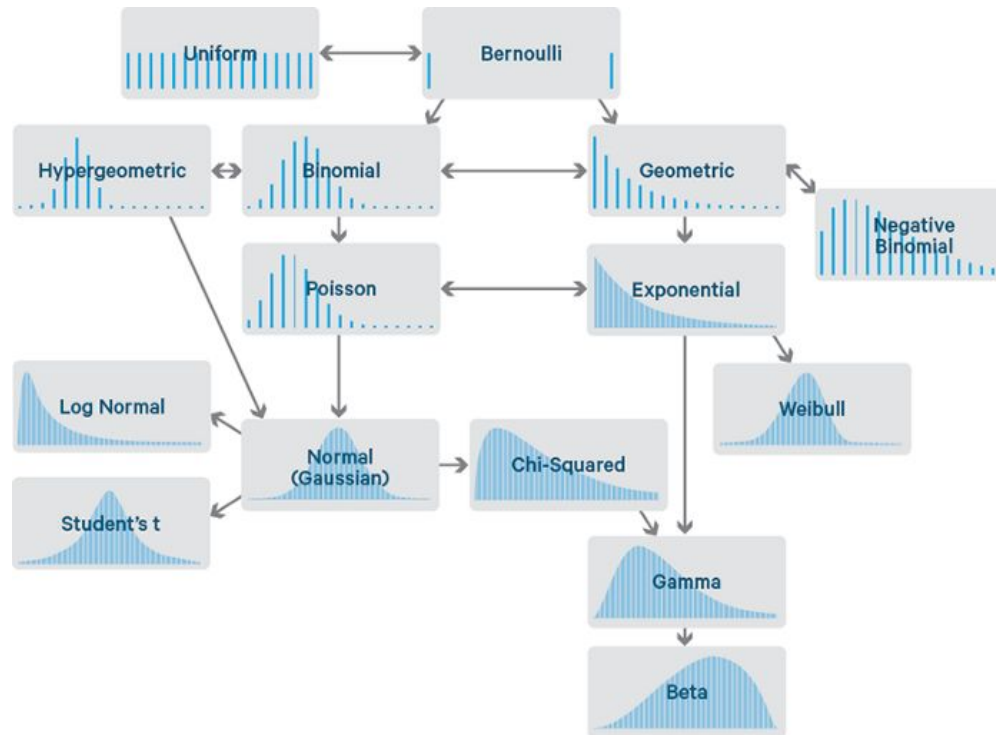 Uniform
Bernoulli
Hypergeometric
Binomial
Geometric
Negative
Binomial
Poisson
Exponential
Log Normal
Weibull
Normal
(Gaussian)
Chi-Squared
Student's t
Gamma
Beta